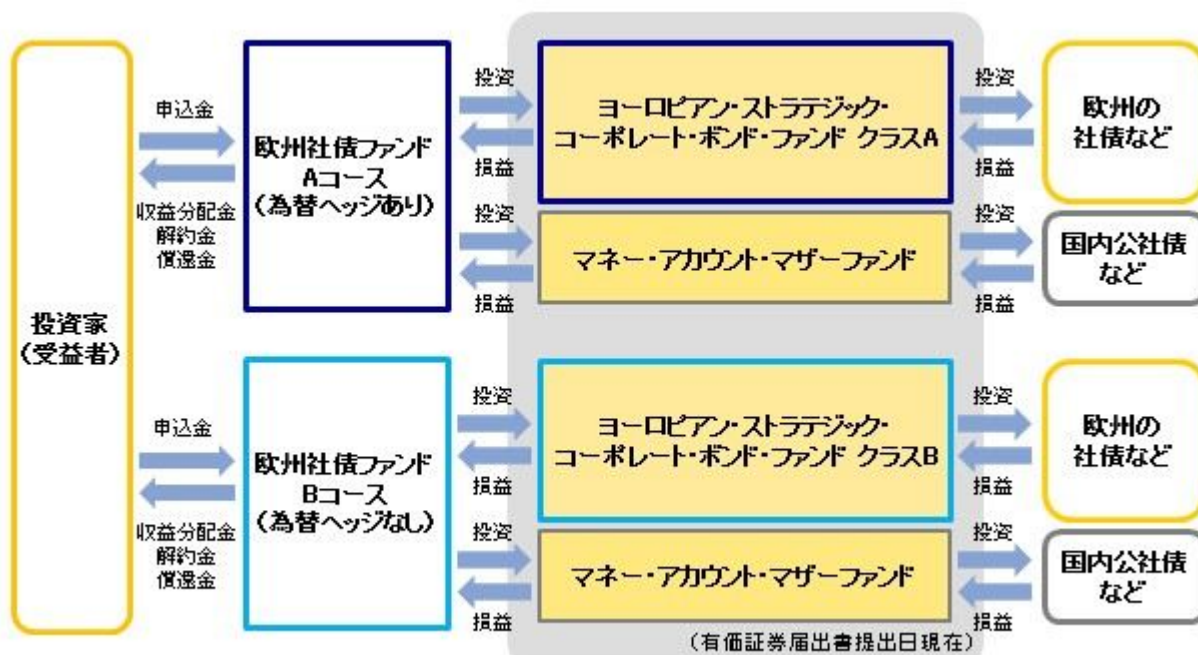 投資家
(受益者)
申込金
収益分配金
解約金
償還金
欧州社債ファンド
Aコース
(為替ヘッジあり)
投資
損益
ヨーロピアン・ストラテジック・
コーポレート・ボンド・ファンド クラスA
投資
損益
欧州の
社債など
投資
損益
マネー・アカウント・マザーファンド
投資
損益
国内公社債
など
申込金
収益分配金
解約金
償還金
欧州社債ファンド
Bコース
(為替ヘッジなし)
投資
損益
ヨーロピアン・ストラテジック・
コーポレート・ボンド・ファンド クラスB
投資
損益
欧州の
社債など
投資
損益
マネー・アカウント・マザーファンド
投資
損益
国内公社債
など
(有価証券届出書提出日現在)